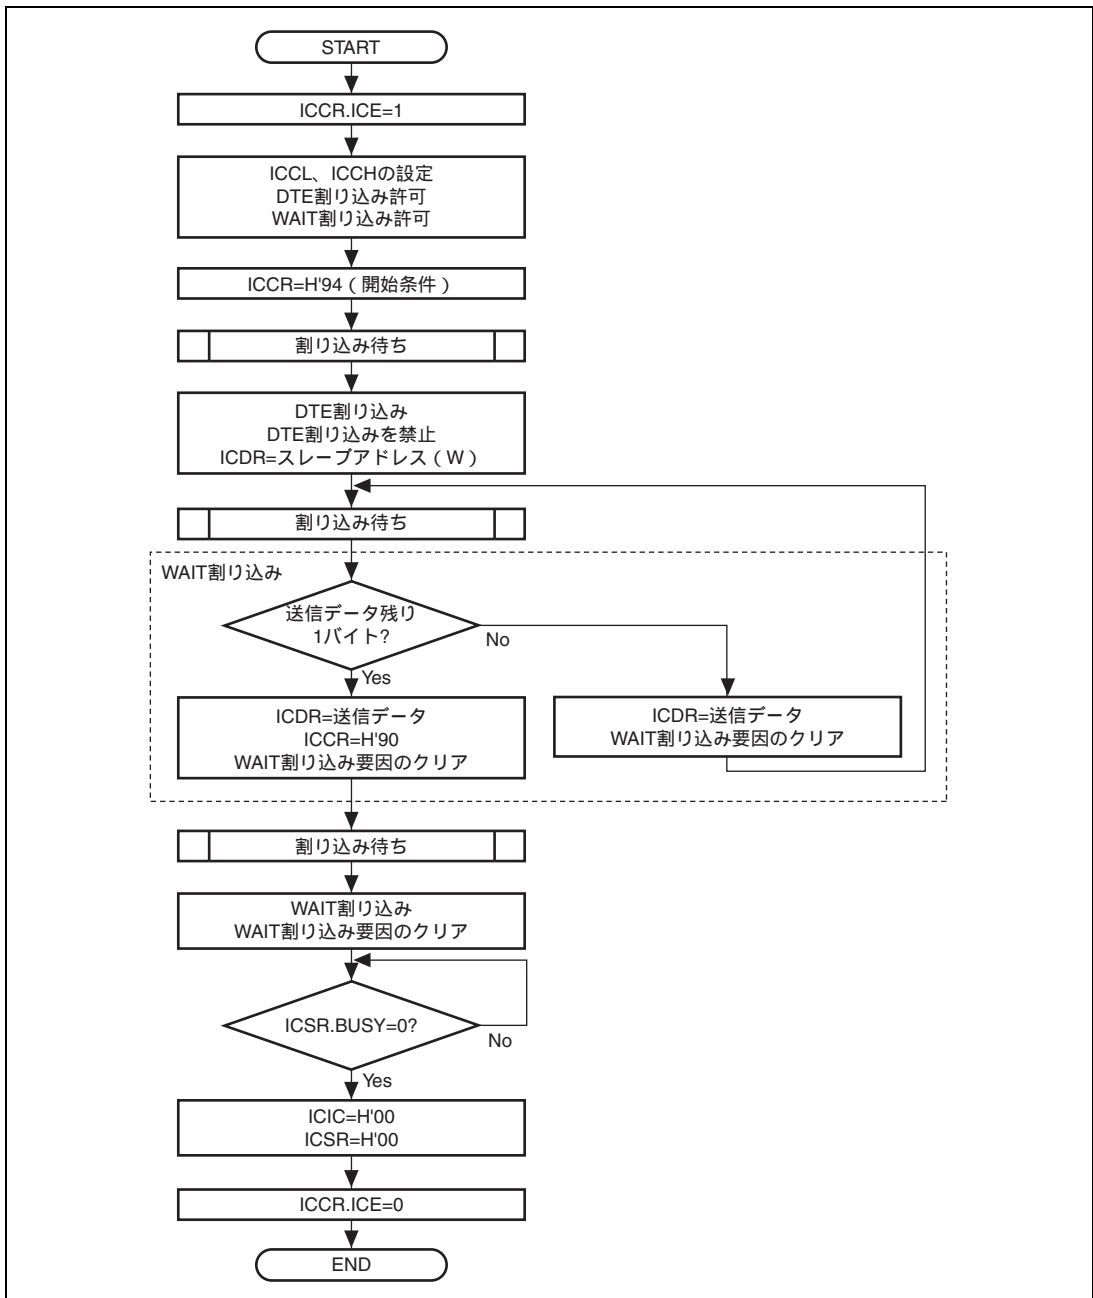 START
ICCR.ICE=1
ICCL、ICCHの設定
DTE割り込み許可
WAIT割り込み許可
ICCR=H'94（開始条件）
割り込み待ち
DTE割り込み
DTE割り込みを禁止
ICDR=スレーブアドレス（W）
割り込み待ち
WAIT割り込み
送信データ残り
1バイト?
No
Yes
ICDR=送信データ
ICCR=H'90
WAIT割り込み要因のクリア
ICDR=送信データ
WAIT割り込み要因のクリア
割り込み待ち
WAIT割り込み
WAIT割り込み要因のクリア
ICSR.BUSY=0?
No
Yes
ICIC=H'00
ICSR=H'00
ICCR.ICE=0
END